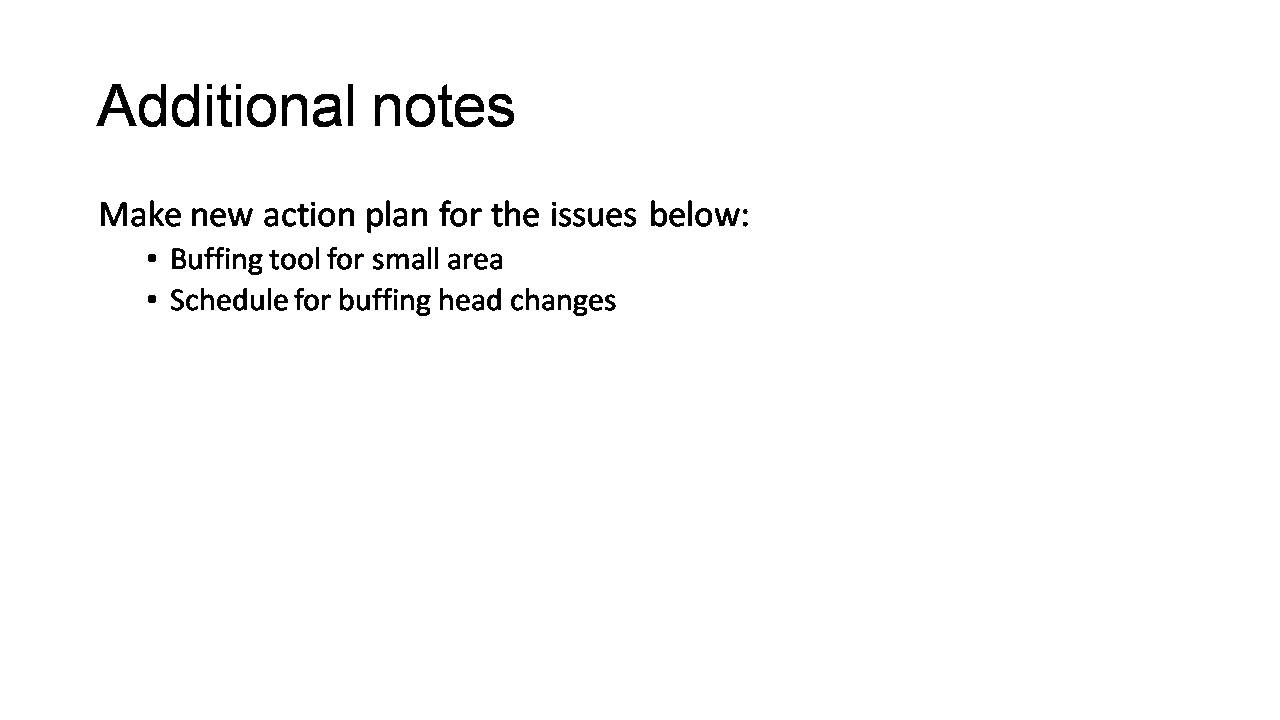 Additional notes
Make new action plan for the issues below:
• Buffing tool for small area
• Schedule for buffing head changes